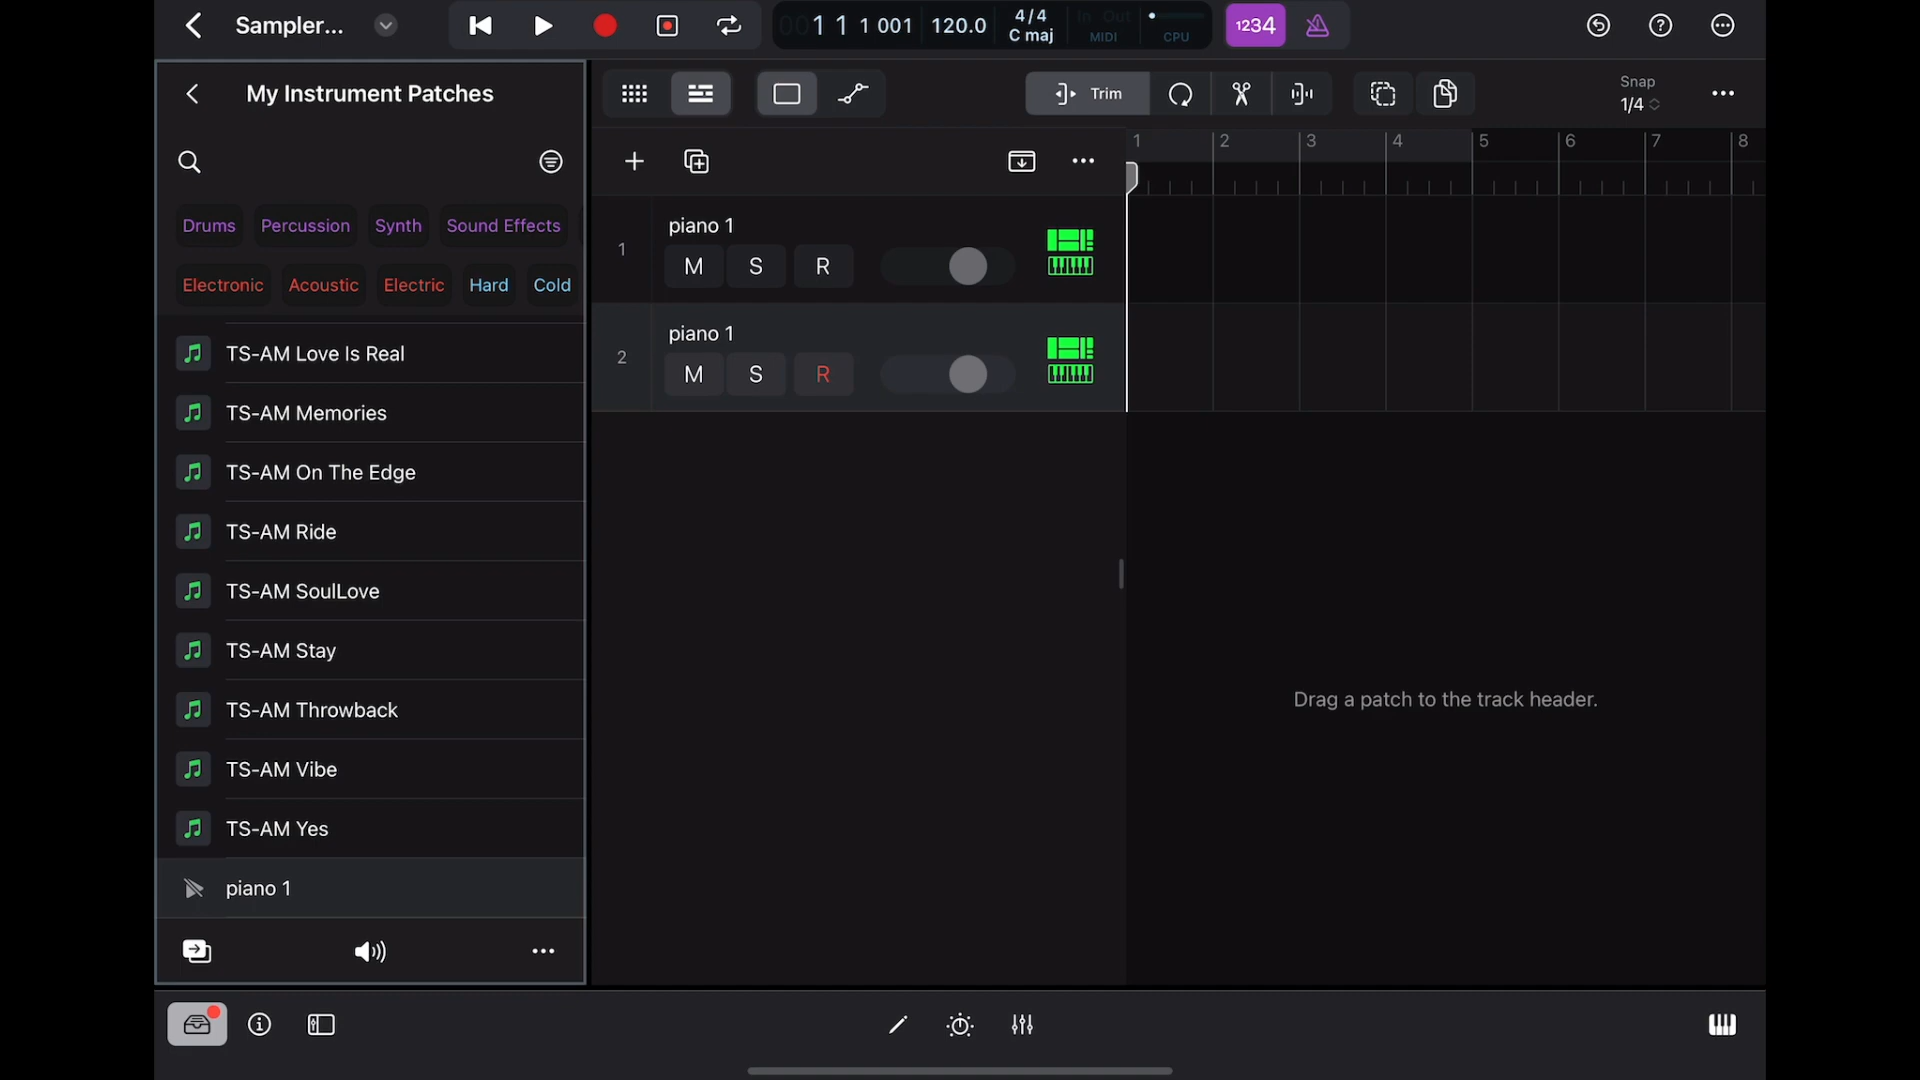 Sampler...
00 1 1 1 001
120.0
4/4
C maj
In Out
MIDI
CPU
1234
My Instrument Patches
Trim
Snap
1/4
Drums
Percussion
Synth
Sound Effects
Electronic
Acoustic
Electric
Hard
Cold
TS-AM Love Is Real
TS-AM Memories
TS-AM On The Edge
TS-AM Ride
TS-AM SoulLove
TS-AM Stay
TS-AM Throwback
TS-AM Vibe
TS-AM Yes
piano 1
1
piano 1
M S R
2
piano 1
M S R
1 2 3 4 5 6 7 8
Drag a patch to the track header.